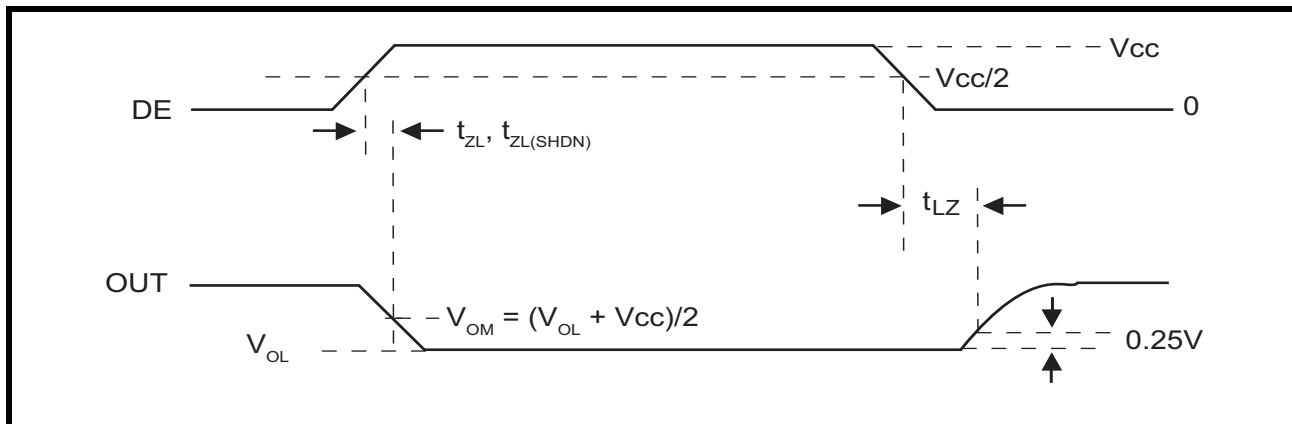 Vcc
Vcc/2
DE
0
tZL, tZL(SHDN)
tLZ
OUT
VOM = (VOL + Vcc)/2
VOL
0.25V